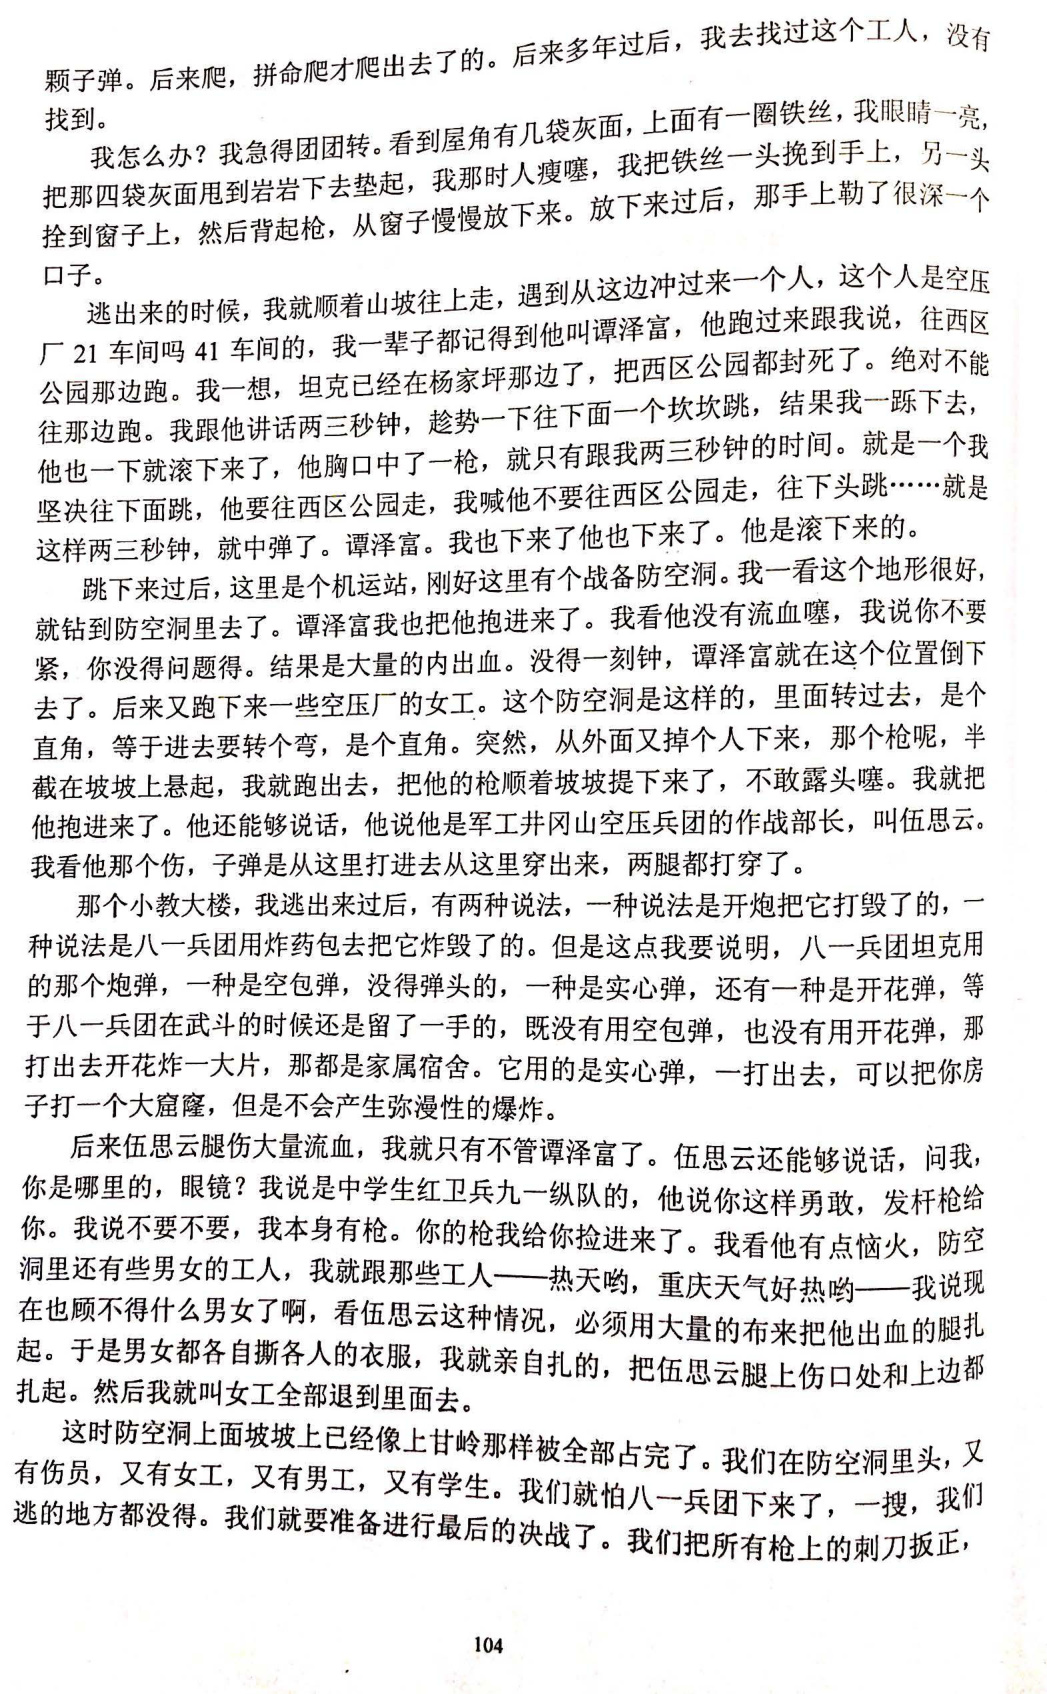 颗子弹。后来爬，拼命爬才爬出去了的。后来多年过后，我去找过这个工人，没有
找到。
我怎么办？我急得团团转。看到屋角有几袋灰面，上面有一圈铁丝，我眼睛一亮，
把那四袋灰面甩到岩岩下去垫起，我那时人瘦噻，我把铁丝一头挽到手上，另一头
拴到窗子上，然后背起枪，从窗子慢慢放下来。放下来过后，那手上勒了很深一个
口子。
逃出来的时候，我就顺着山坡往上走，遇到从这边冲过来一个人，这个人是空压
厂 21 车间吗 41 车间的，我一辈子都记得到他叫谭泽富，他跑过来跟我说，往西区
公园那边跑。我一想，坦克已经在杨家坪那边了，把西区公园都封死了。绝对不能
往那边跑。我跟他讲话两三秒钟，趁势一下往下面一个坎坎跳，结果我一跞下去，
他也一下就滚下来了，他胸口中了一枪，就只有跟我两三秒钟的时间。就是一个我
坚决往下面跳，他要往西区公园走，我喊他不要往西区公园走，往下头跳……就是
这样两三秒钟，就中弹了。谭泽富。我也下来了他也下来了。他是滚下来的。
跳下来过后，这里是个机运站，刚好这里有个战备防空洞。我一看这个地形很好，
就钻到防空洞里去了。谭泽富我也把他抱进来了。我看他没有流血噻，我说你不要
紧，你没得问题得。结果是大量的内出血。没得一刻钟，谭泽富就在这个位置倒下
去了。后来又跑下来一些空压厂的女工。这个防空洞是这样的，里面转过去，是个
直角，等于进去要转个弯，是个直角。突然，从外面又掉个人下来，那个枪呢，半
截在坡坡上悬起，我就跑出去，把他的枪顺着坡坡提下来了，不敢露头噻。我就把
他抱进来了。他还能够说话，他说他是军工井冈山空压兵团的作战部长，叫伍思云。
我看他那个伤，子弹是从这里打进去从这里穿出来，两腿都打穿了。
那个小教大楼，我逃出来过后，有两种说法，一种说法是开炮把它打毁了的，一
种说法是八一兵团用炸药包去把它炸毁了的。但是这点我要说明，八一兵团坦克用
的那个炮弹，一种是空包弹，没得弹头的，一种是实心弹，还有一种是开花弹，等
于八一兵团在武斗的时候还是留了一手的，既没有用空包弹，也没有用开花弹，那
打出去开花炸一大片，那都是家属宿舍。它用的是实心弹，一打出去，可以把你房
子打一个大窟窿，但是不会产生弥漫性的爆炸。
后来伍思云腿伤大量流血，我就只有不管谭泽富了。伍思云还能够说话，问我，
你是哪里的，眼镜？我说是中学生红卫兵九一纵队的，他说你这样勇敢，发杆枪给
你。我说不要不要，我本身有枪。你的枪我给你捡进来了。我看他有点恼火，防空
洞里还有些男女的工人，我就跟那些工人——热天哟，重庆天气好热哟——我说现
在也顾不得什么男女了啊，看伍思云这种情况，必须用大量的布来把他出血的腿扎
起。于是男女都各自撕各人的衣服，我就亲自扎的，把伍思云腿上伤口处和上边都
扎起。然后我就叫女工全部退到里面去。
这时防空洞上面坡坡上已经像上甘岭那样被全部占完了。我们在防空洞里头，又
有伤员，又有女工，又有男工，又有学生。我们就怕八一兵团下来了，一搜，我们
逃的地方都没得。我们就要准备进行最后的决战了。我们把所有枪上的刺刀扳正，
104